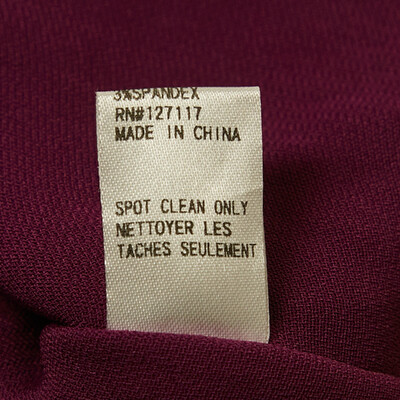 3%SPANDEX
RN#127117
MADE IN CHINA
SPOT CLEAN ONLY
NETTOYER LES
TACHES SEULEMENT